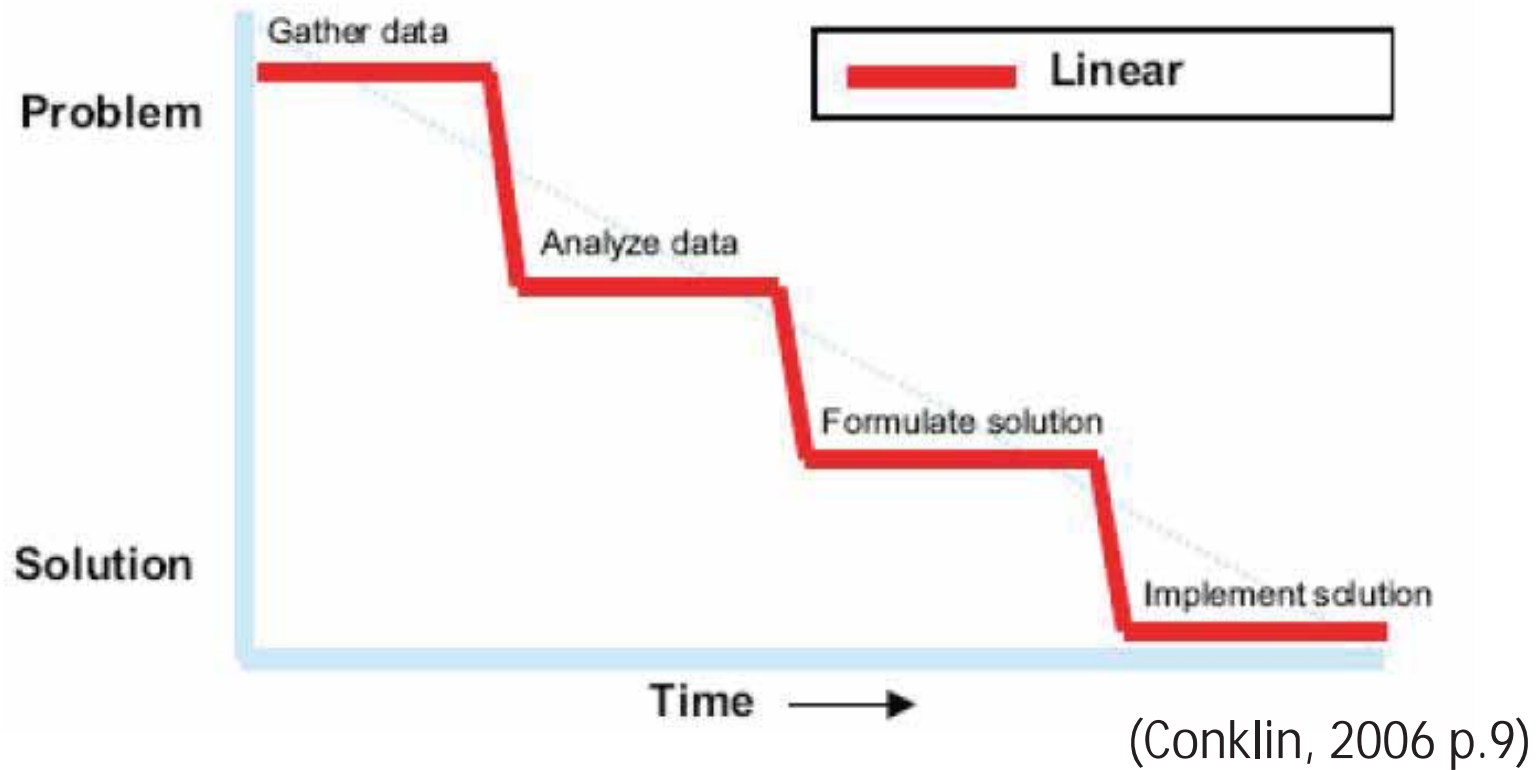 Gather data
Linear
Problem
Analyze data
Formulate solution
Solution
Implement solution
Time
(Conklin, 2006 p.9)